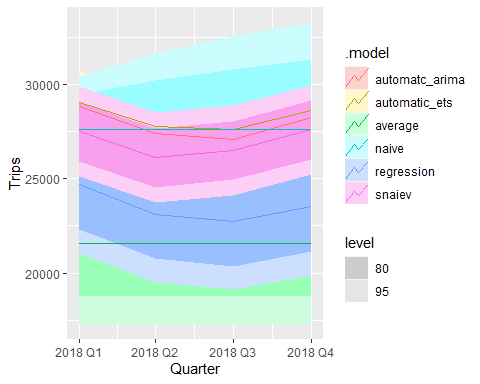 Trips
30000
25000
20000
2018 Q1
2018 Q2
2018 Q3
2018 Q4
Quarter
.model
automatc_arima
automatic_ets
average
naive
regression
snaiev
level
80
95